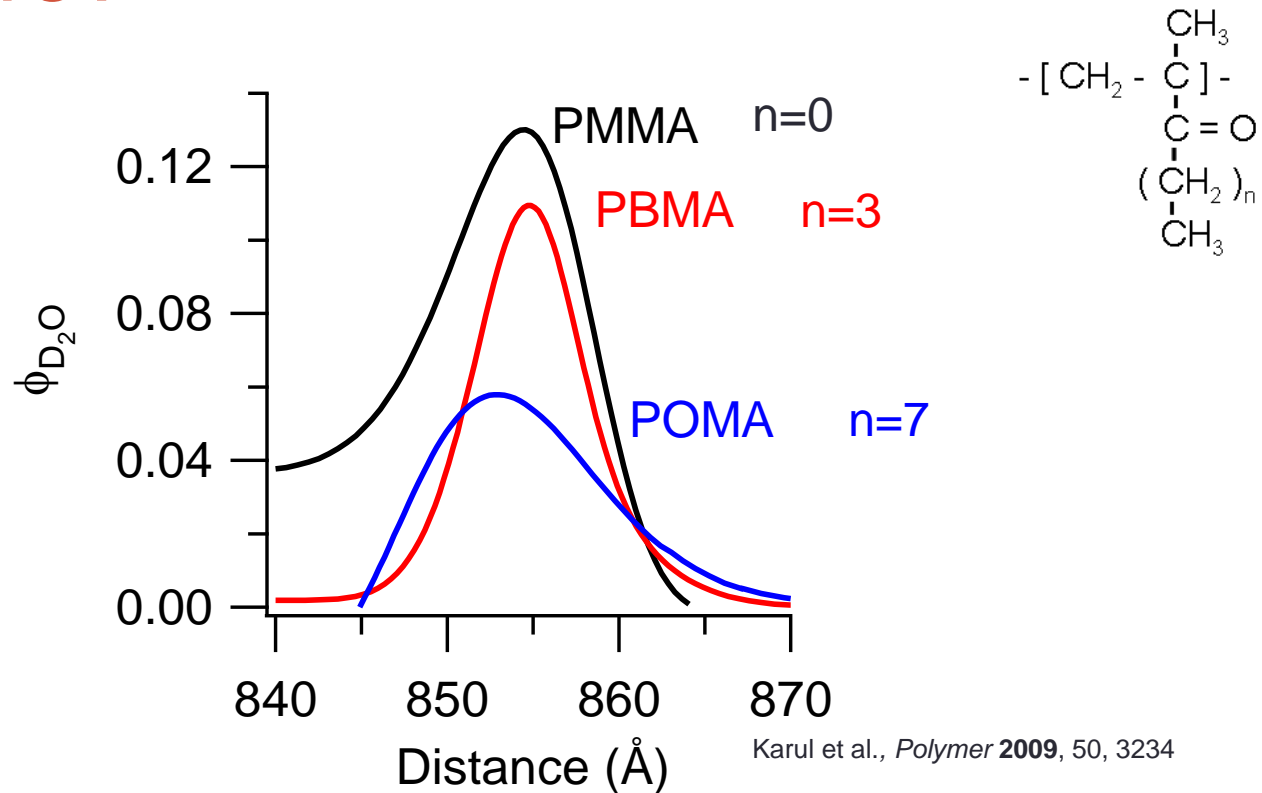 CH₃
- [ CH₂ - C ] -
C = O
( CH₂ )ₙ
CH₃
PMMA n=0
PBMA n=3
POMA n=7
0.12
0.08
0.04
0.00
ϕD₂O
840 850 860 870
Distance (Å)
Karul et al., Polymer 2009, 50, 3234